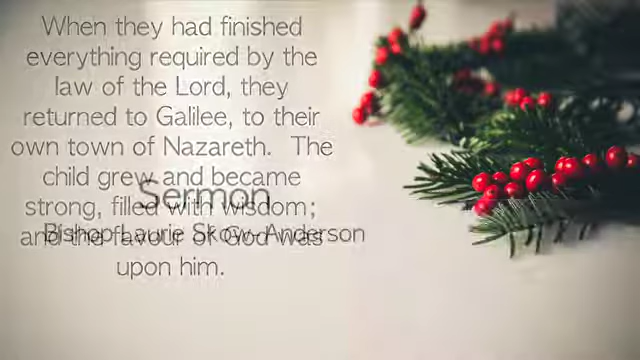 When they had finished
everything required by the
law of the Lord, they
returned to Galilee, to their
own town of Nazareth. The
child grew and became
Sermon
strong, filled with wisdom;
and the favour of God was
Bishop Laurie Skow-Anderson
upon him.